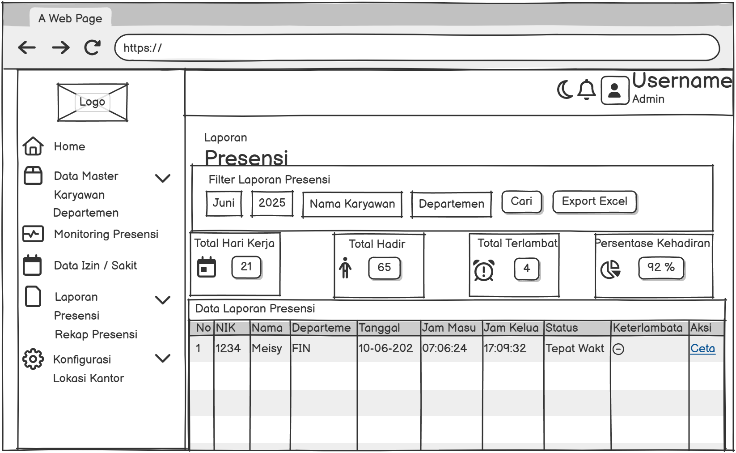 A Web Page
https://
Logo
Username
Admin
Home
Data Master
Karyawan
Departemen
Monitoring Presensi
Data Izin / Sakit
Laporan
Presensi
Rekap Presensi
Konfigurasi
Lokasi Kantor
Laporan
Presensi
Filter Laporan Presensi
Juni 2025 Nama Karyawan Departemen Cari Export Excel
Total Hari Kerja Total Hadir Total Terlambat Persentase Kehadiran
21 65 4 92 %
Data Laporan Presensi
No NIK Nama Departeme Tanggal Jam Masu Jam Kelua Status Keterlambata Aksi
1 1234 Meisy FIN 10-06-202 07:06:24 17:09:32 Tepat Wakt Ceta